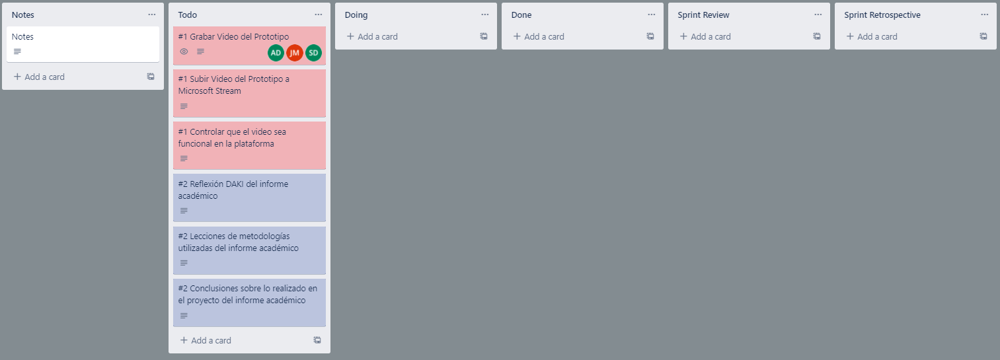 Notes
Notes
+ Add a card
Todo
#1 Grabar Video del Prototipo
AD JM SD
#1 Subir Video del Prototipo a
Microsoft Stream
#1 Controlar que el video sea
funcional en la plataforma
#2 Reflexión DAKI del informe
académico
#2 Lecciones de metodologías
utilizadas del informe académico
#2 Conclusiones sobre lo realizado en
el proyecto del informe académico
+ Add a card
Doing
+ Add a card
Done
+ Add a card
Sprint Review
+ Add a card
Sprint Retrospective
+ Add a card